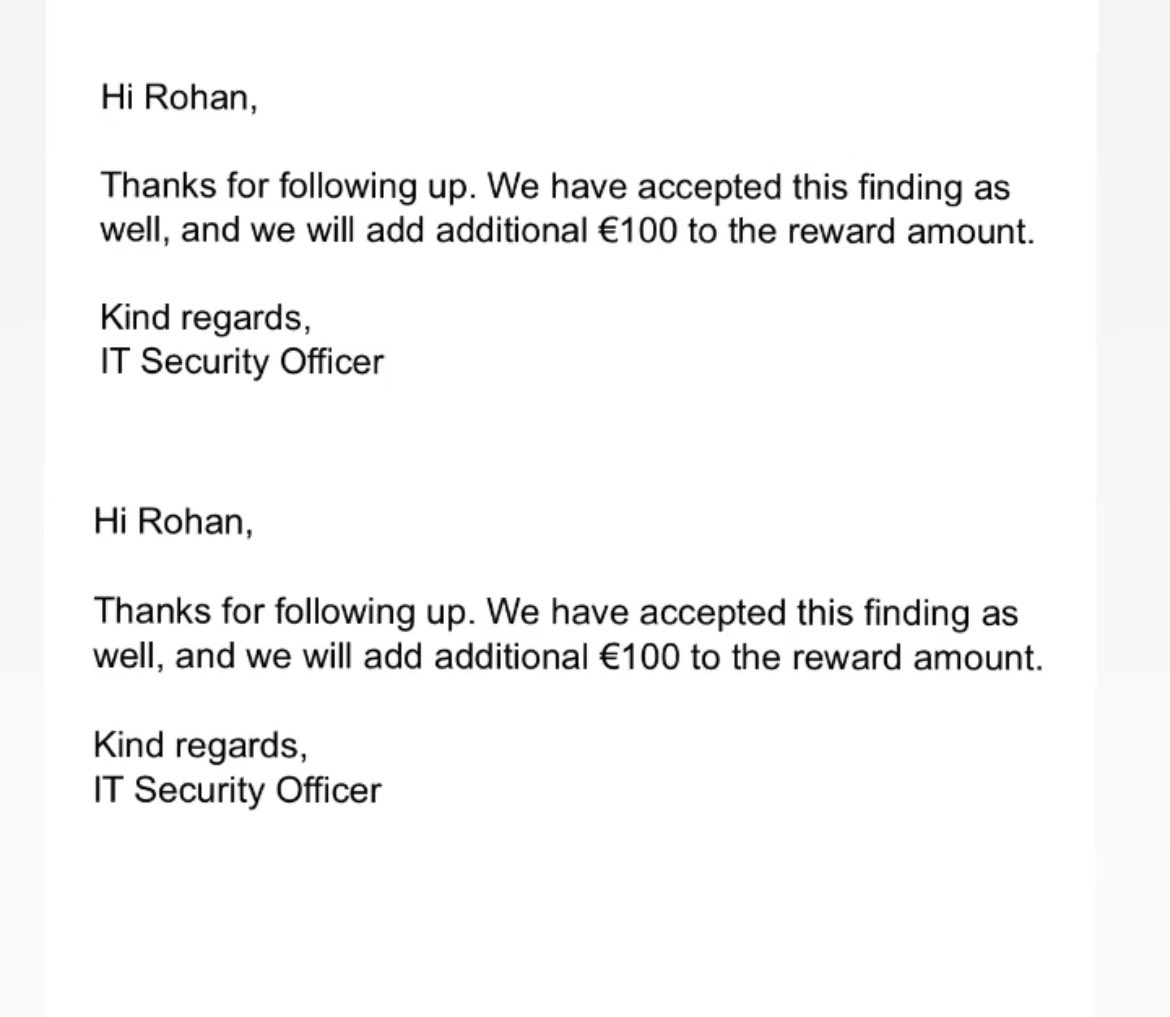 Hi Rohan,
Thanks for following up. We have accepted this finding as
well, and we will add additional €100 to the reward amount.
Kind regards,
IT Security Officer
Hi Rohan,
Thanks for following up. We have accepted this finding as
well, and we will add additional €100 to the reward amount.
Kind regards,
IT Security Officer